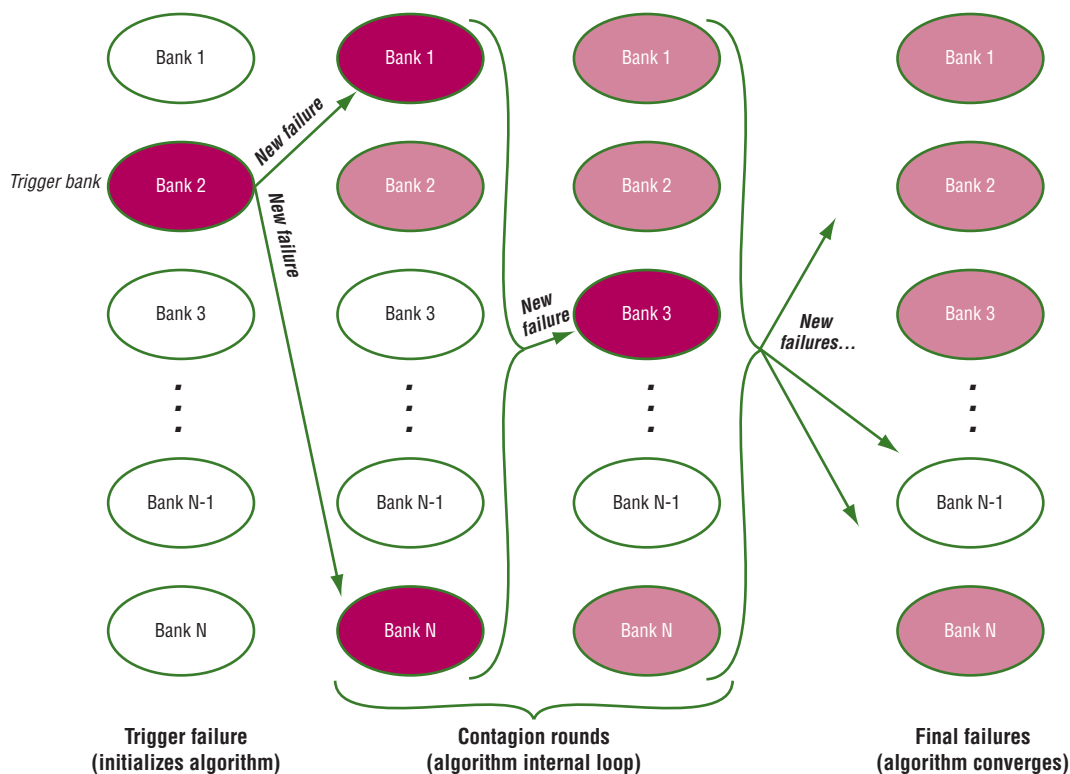 Bank 1
Bank 1
Bank 1
Bank 1
New failure
Trigger bank
Bank 2
Bank 2
Bank 2
Bank 2
New failure
Bank 3
Bank 3
New
failure
Bank 3
New
failures...
Bank 3
Bank N-1
Bank N-1
Bank N-1
Bank N-1
Bank N
Bank N
Bank N
Bank N
Trigger failure
(initializes algorithm)
Contagion rounds
(algorithm internal loop)
Final failures
(algorithm converges)